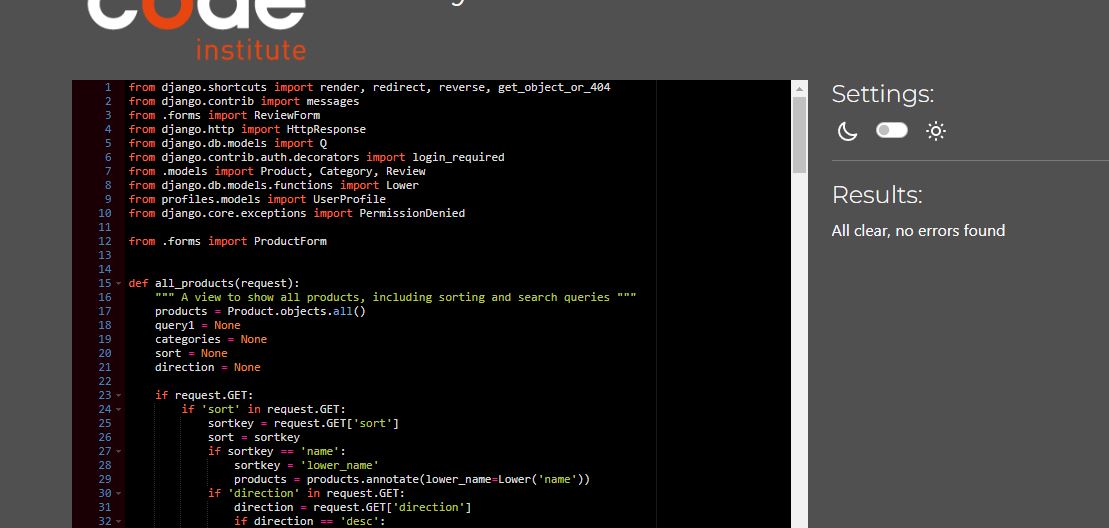 code
institute
1 from django.shortcuts import render, redirect, reverse, get_object_or_404
2 from django.contrib import messages
3 from .forms import ReviewForm
4 from django.http import HttpResponse
5 from django.db.models import Q
6 from django.contrib.auth.decorators import login_required
7 from .models import Product, Category, Review
8 from django.db.models.functions import Lower
9 from profiles.models import UserProfile
10 from django.core.exceptions import PermissionDenied
11
12 from .forms import ProductForm
13
14
15 def all_products(request):
16     """ A view to show all products, including sorting and search queries """
17     products = Product.objects.all()
18     query1 = None
19     categories = None
20     sort = None
21     direction = None
22
23     if request.GET:
24         if 'sort' in request.GET:
25             sortkey = request.GET['sort']
26             sort = sortkey
27             if sortkey == 'name':
28                 sortkey = 'lower_name'
29                 products = products.annotate(lower_name=Lower('name'))
30             if 'direction' in request.GET:
31                 direction = request.GET['direction']
32                 if direction == 'desc':
Settings:
Results:
All clear, no errors found